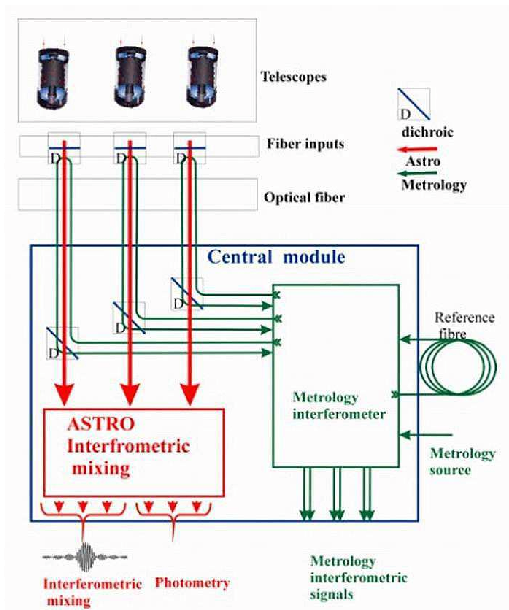 Telescopes
D
dichroic
Fiber inputs
Astro
D
D
D
Metrology
Optical fiber
Central module
D
D
D
Reference
fibre
Metrology
interferometer
ASTRO
Interfrometric
mixing
Metrology
source
Interferometric
mixing
Photometry
Metrology
interferometric
signals